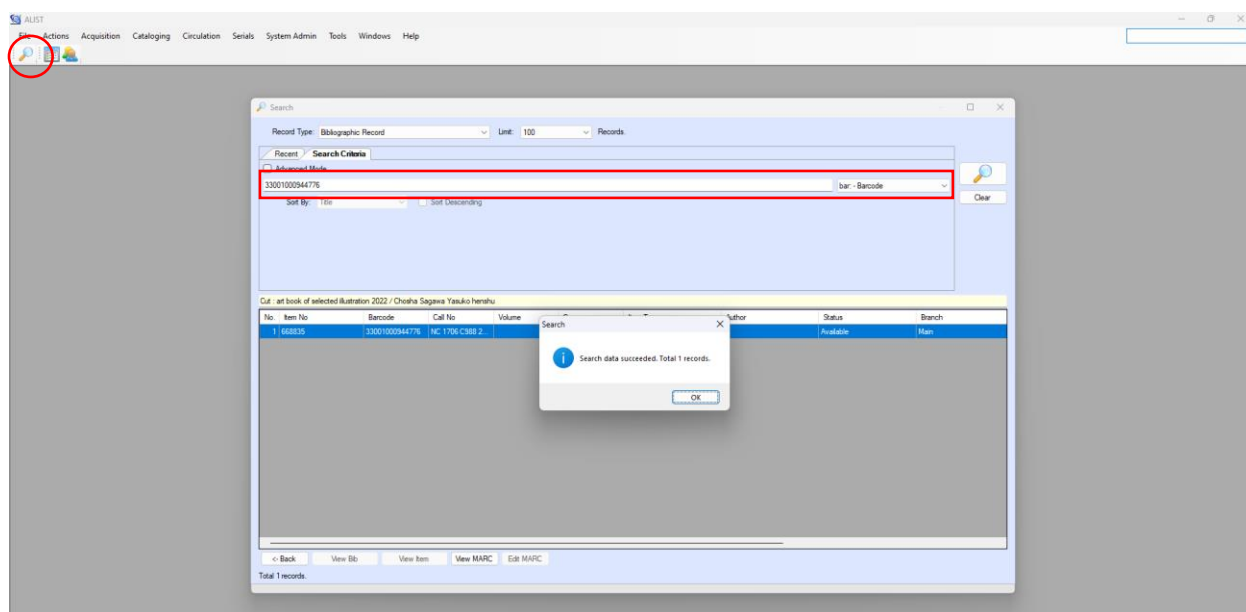 ALIST
File Actions Acquisition Cataloging Circulation Serials System Admin Tools Windows Help
Search
Record Type: Bibliographic Record Limit: 100 Records.
Recent Search Criteria
Advanced Mode
33001000944776 bar: - Barcode
Sort By: Title Sort Descending
Clear
Cut : art book of selected illustration 2022 / Chosha Sagawa Yasuko henshu
No. Item No Barcode Call No Volume Author Status Branch
1 668835 33001000944776 NC 1706 C988 2... Available Main
Search
Search data succeeded. Total 1 records.
OK
<- Back View Bib View Item View MARC Edit MARC
Total 1 records.